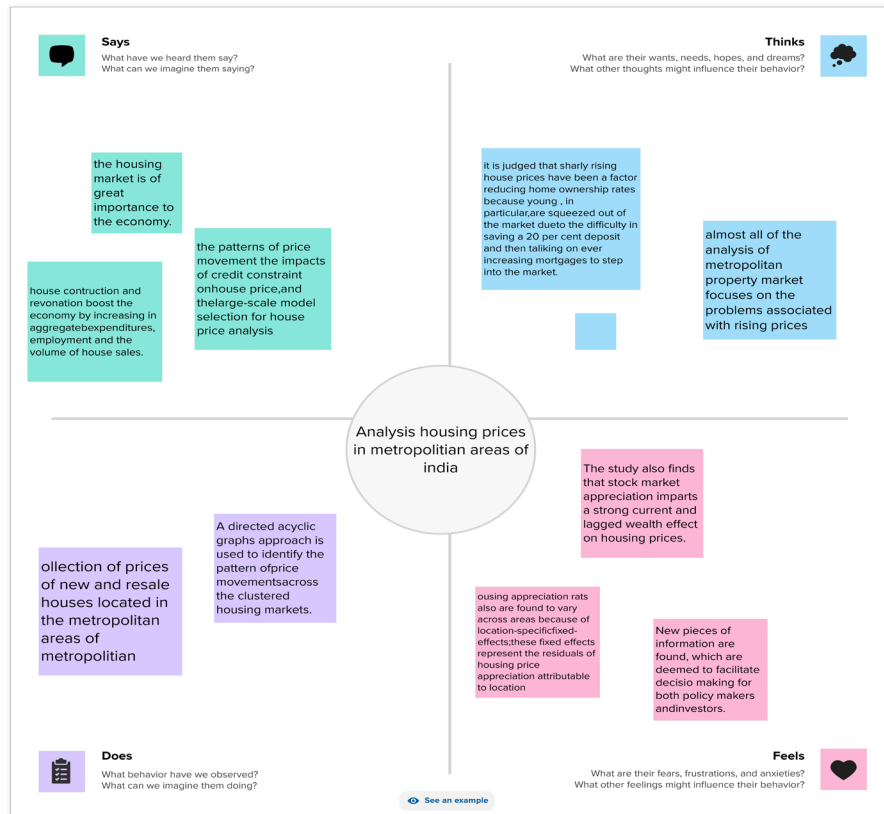 Says
What have we heard them say?
What can we imagine them saying?
Thinks
What are their wants, needs, hopes, and dreams?
What other thoughts might influence their behavior?
the housing
market is of
great
importance to
the economy.
the patterns of price
movement the impacts
of credit constraint
onhouse price,and
thelarge-scale model
selection for house
price analysis
house contruction and
revonation boost the
economy by increasing in
aggregatebexpenditures,
employment and the
volume of house sales.
it is judged that sharly rising
house prices have been a factor
reducing home ownership rates
because young , in
particular,are squeezed out of
the market dueto the difficulty in
saving a 20 per cent deposit
and then taliking on ever
increasing mortgages to step
into the market.
almost all of the
analysis of
metropolitan
property market
focuses on the
problems associated
with rising prices
Analysis housing prices
in metropolitian areas of
india
ollection of prices
of new and resale
houses located in
the metropolitan
areas of
metropolitian
A directed acyclic
graphs approach is
used to identify the
pattern ofprice
movementsacross
the clustered
housing markets.
The study also finds
that stock market
appreciation imparts
a strong current and
lagged wealth effect
on housing prices.
ousing appreciation rats
also are found to vary
across areas because of
location-specificfixed-
effects;these fixed effects
represent the residuals of
housing price
appreciation attributable
to location
New pieces of
information are
found, which are
deemed to facilitate
decisio making for
both policy makers
andinvestors.
Does
What behavior have we observed?
What can we imagine them doing?
Feels
What are their fears, frustrations, and anxieties?
What other feelings might influence their behavior?
See an example